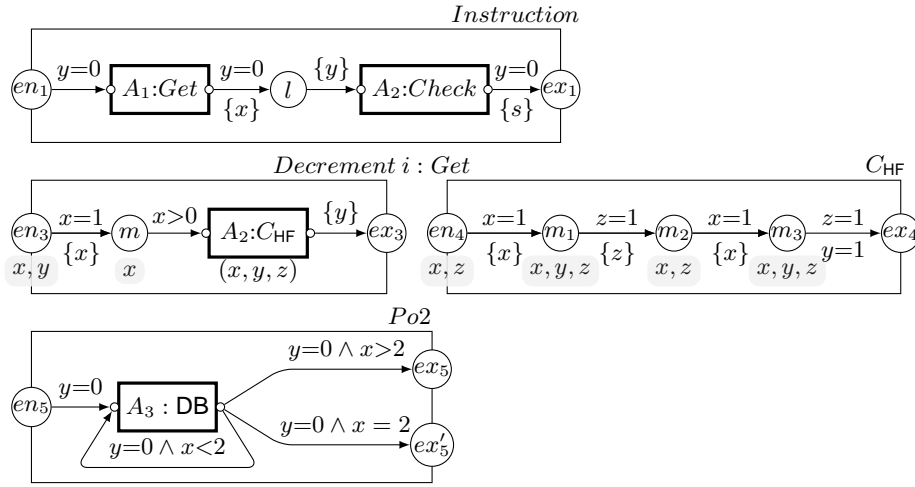 Instruction
y=0 y=0 {y} y=0
en₁ A₁:Get l A₂:Check ex₁
{x} {s}
Decrement i : Get C_HF
x=1 x>0 {y} x=1 z=1 x=1 z=1
en₃ m A₂:C_HF ex₃ en₄ m₁ m₂ m₃ ex₄
{x} (x, y, z) {x} {z} {x} y=1
x, y x x, z x, y, z x, z x, y, z
Po2
y=0 ∧ x>2
y=0 ex₅
en₅ A₃ : DB
y=0 ∧ x = 2
y=0 ∧ x<2 ex′₅